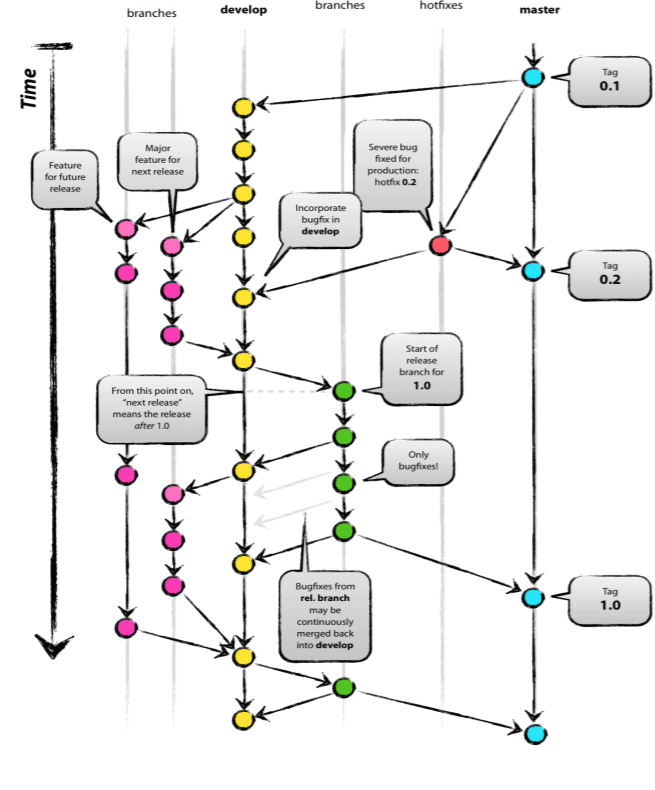 branches
develop
branches
hotfixes
master
Time
Tag
0.1
Major
feature for
next release
Feature
for future
release
Severe bug
fixed for
production:
hotfix 0.2
Incorporate
bugfix in
develop
Tag
0.2
Start of
release
branch for
1.0
From this point on,
“next release”
means the release
after 1.0
Only
bugfixes!
Bugfixes from
rel. branch
may be
continuously
merged back
into develop
Tag
1.0